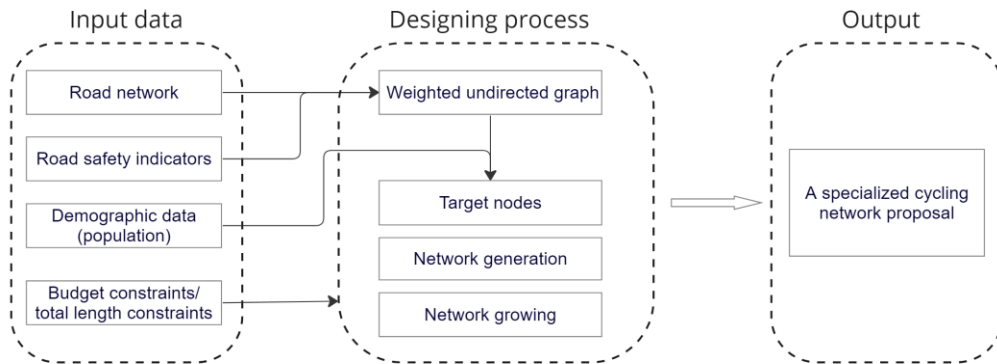 Input data
Road network
Road safety indicators
Demographic data
(population)
Budget constraints/
total length constraints
Designing process
Weighted undirected graph
Target nodes
Network generation
Network growing
Output
A specialized cycling
network proposal